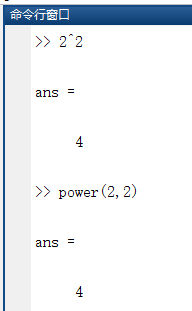 命令行窗口
>> 2^2
ans =
4
>> power(2,2)
ans =
4